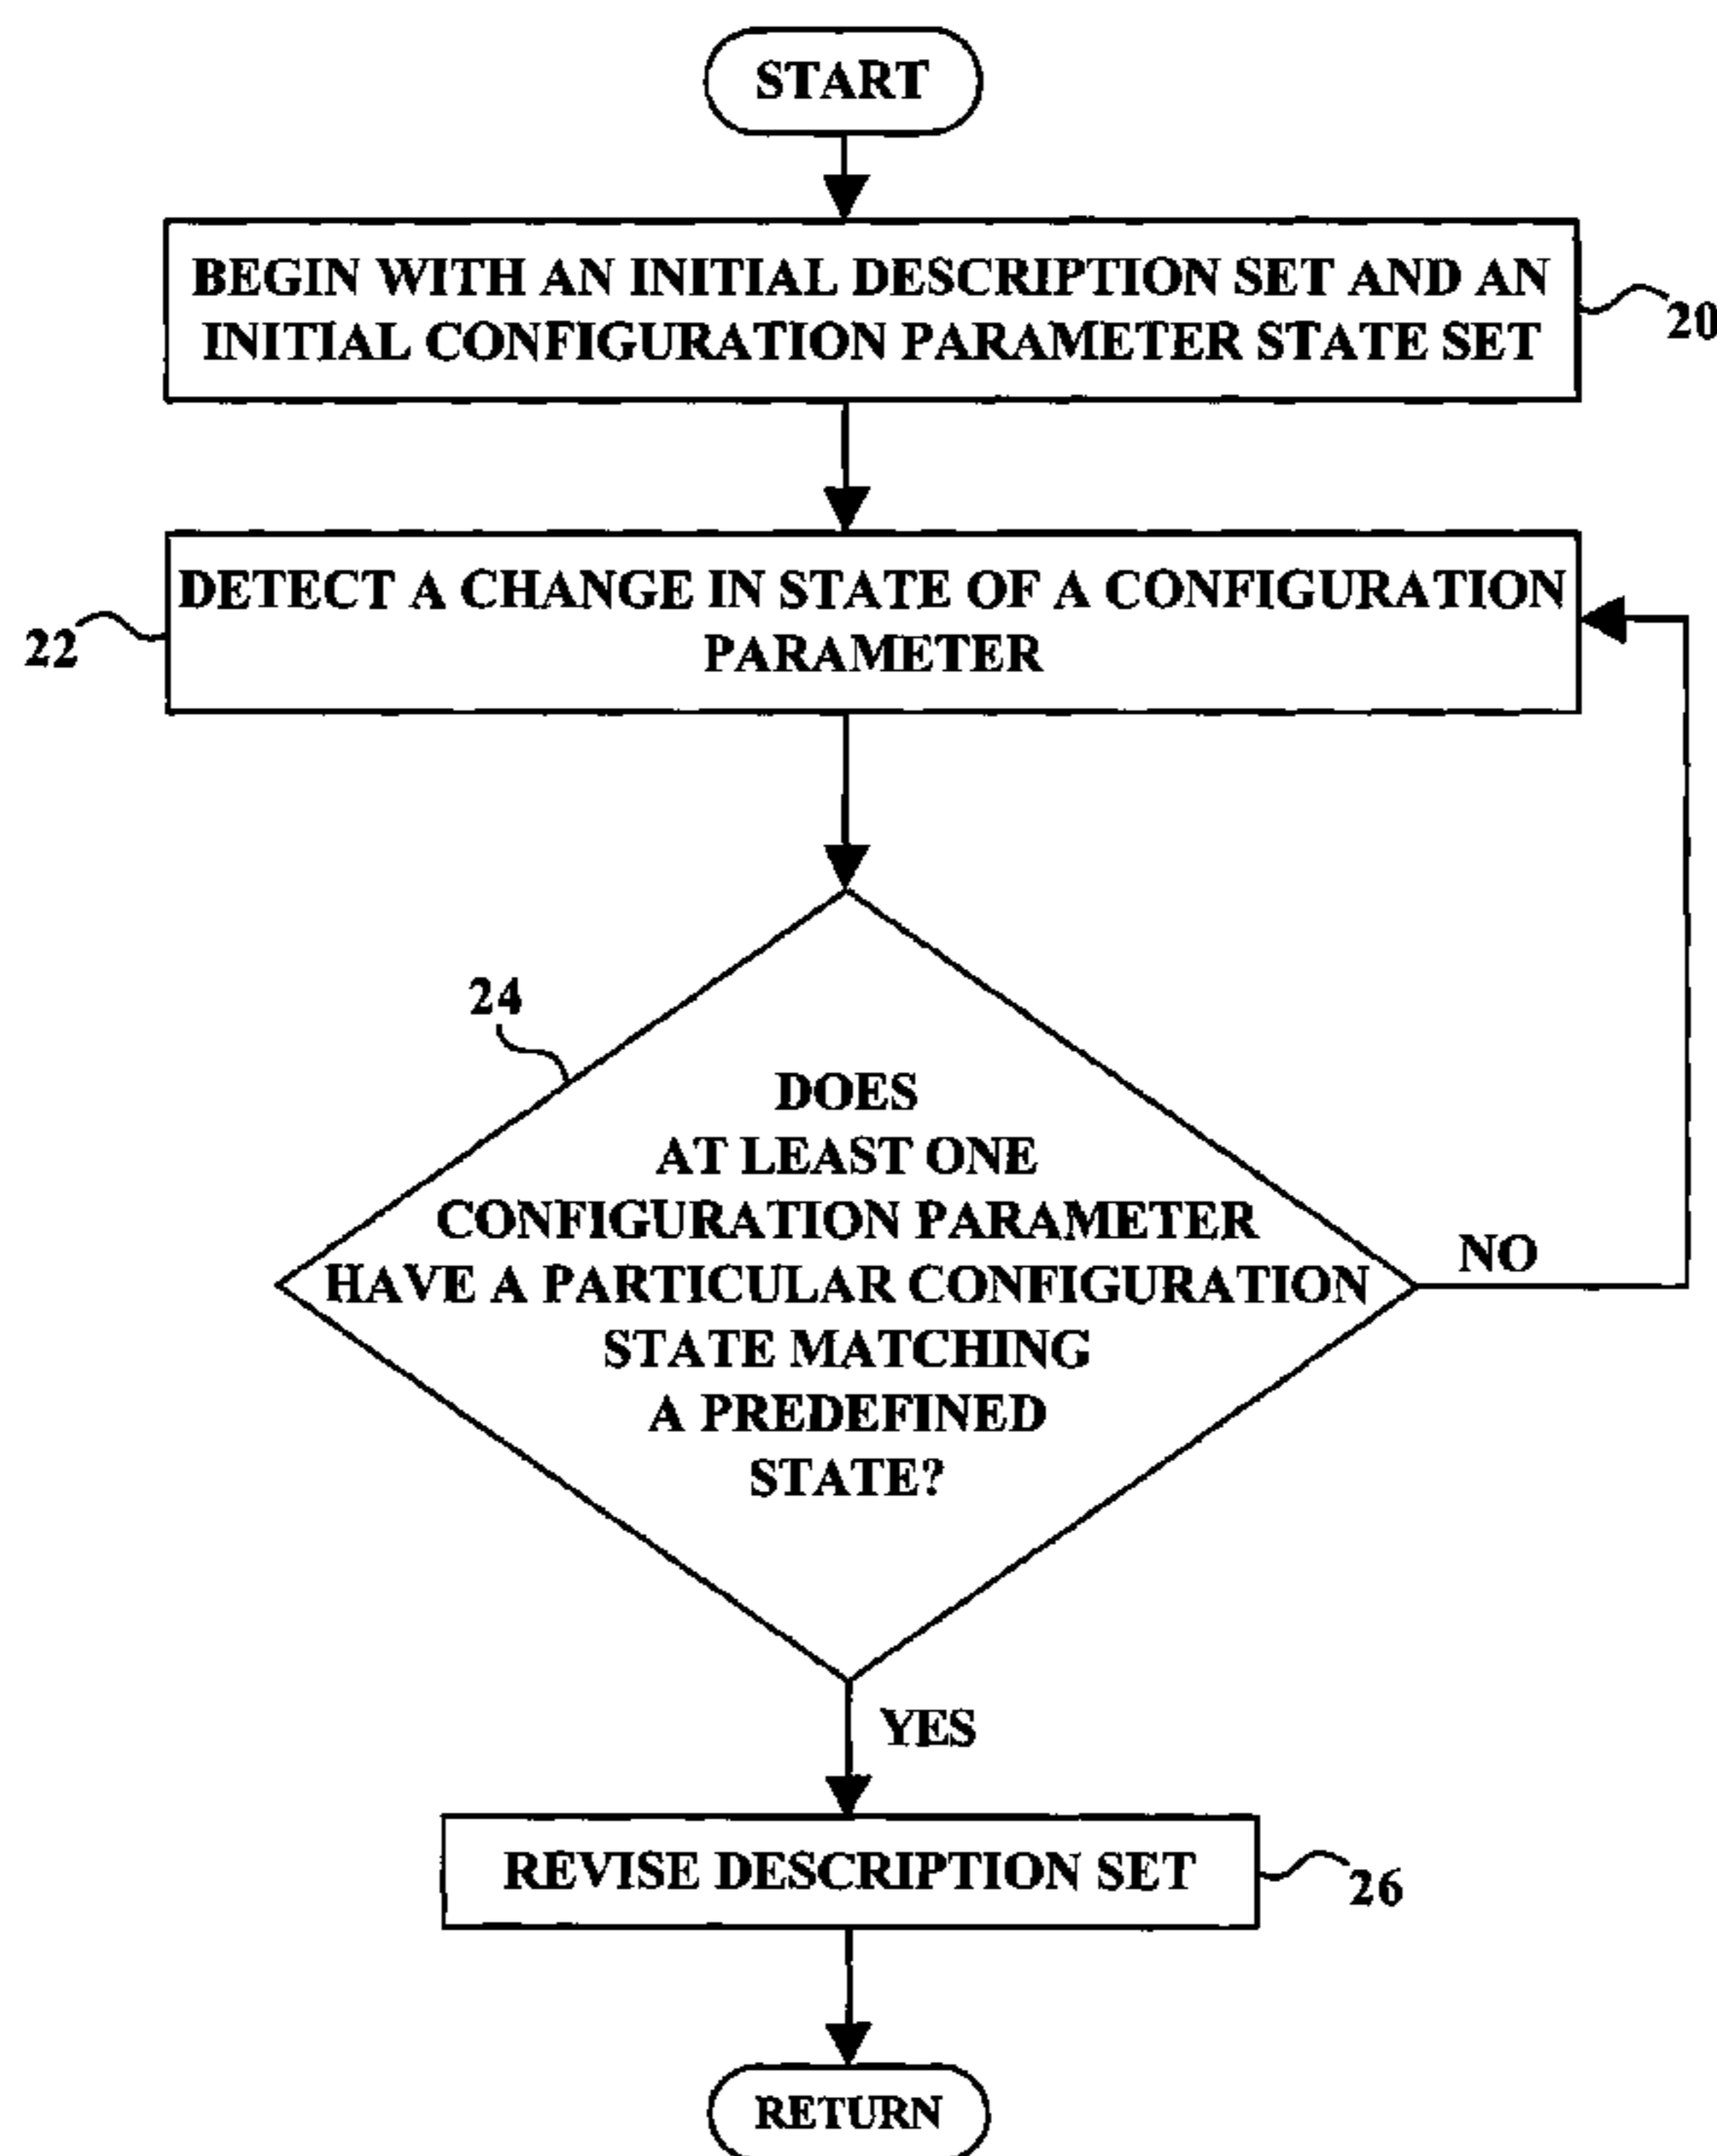 START
BEGIN WITH AN INITIAL DESCRIPTION SET AND AN
INITIAL CONFIGURATION PARAMETER STATE SET
20
DETECT A CHANGE IN STATE OF A CONFIGURATION
PARAMETER
22
24
DOES
AT LEAST ONE
CONFIGURATION PARAMETER
HAVE A PARTICULAR CONFIGURATION
STATE MATCHING
A PREDEFINED
STATE?
NO
YES
REVISE DESCRIPTION SET
26
RETURN